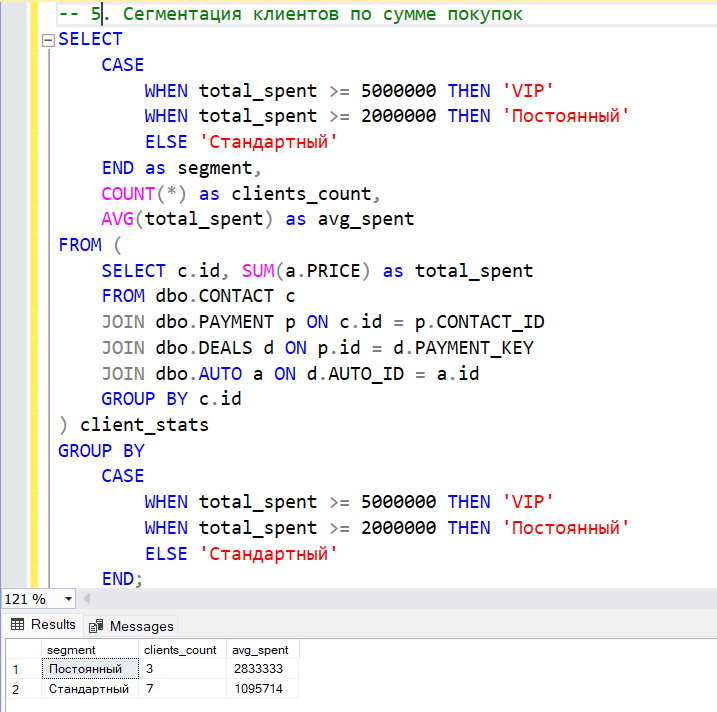 -- 5. Сегментация клиентов по сумме покупок
SELECT
CASE
WHEN total_spent >= 5000000 THEN 'VIP'
WHEN total_spent >= 2000000 THEN 'Постоянный'
ELSE 'Стандартный'
END as segment,
COUNT(*) as clients_count,
AVG(total_spent) as avg_spent
FROM (
SELECT c.id, SUM(a.PRICE) as total_spent
FROM dbo.CONTACT c
JOIN dbo.PAYMENT p ON c.id = p.CONTACT_ID
JOIN dbo.DEALS d ON p.id = d.PAYMENT_KEY
JOIN dbo.AUTO a ON d.AUTO_ID = a.id
GROUP BY c.id
) client_stats
GROUP BY
CASE
WHEN total_spent >= 5000000 THEN 'VIP'
WHEN total_spent >= 2000000 THEN 'Постоянный'
ELSE 'Стандартный'
END;
121 %
Results Messages
segment clients_count avg_spent
1 Постоянный 3 2833333
2 Стандартный 7 1095714